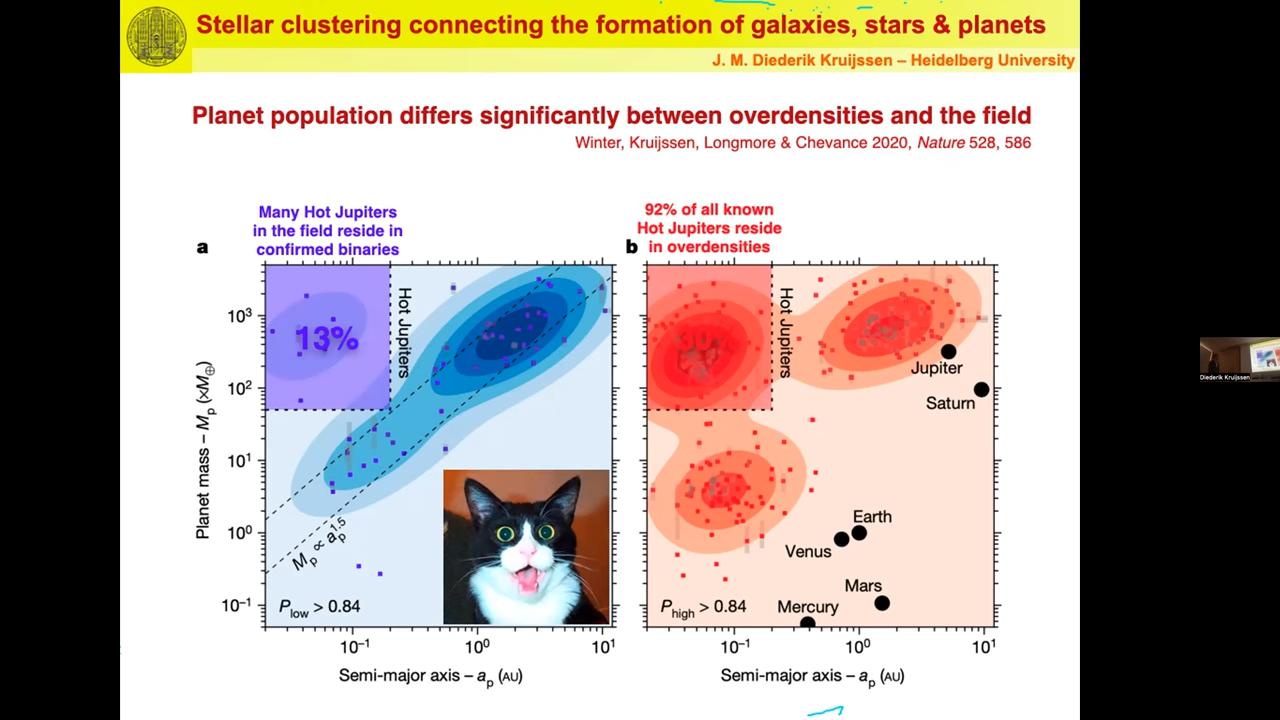 Stellar clustering connecting the formation of galaxies, stars & planets
J. M. Diederik Kruijssen – Heidelberg University
Planet population differs significantly between overdensities and the field
Winter, Kruijssen, Longmore & Chevance 2020, Nature 528, 586
Many Hot Jupiters
in the field reside in
confirmed binaries
92% of all known
Hot Jupiters reside
in overdensities
a
b
Planet mass – Mp (×M⊕)
10³
10²
10¹
10⁰
10⁻¹
13%
Hot Jupiters
Mp ∝ ap^1.5
Plow > 0.84
10⁻¹
10⁰
10¹
Semi-major axis – ap (AU)
Hot Jupiters
Jupiter
Saturn
Earth
Venus
Mars
Mercury
Phigh > 0.84
10⁻¹
10⁰
10¹
Semi-major axis – ap (AU)
Diederik Kruijssen